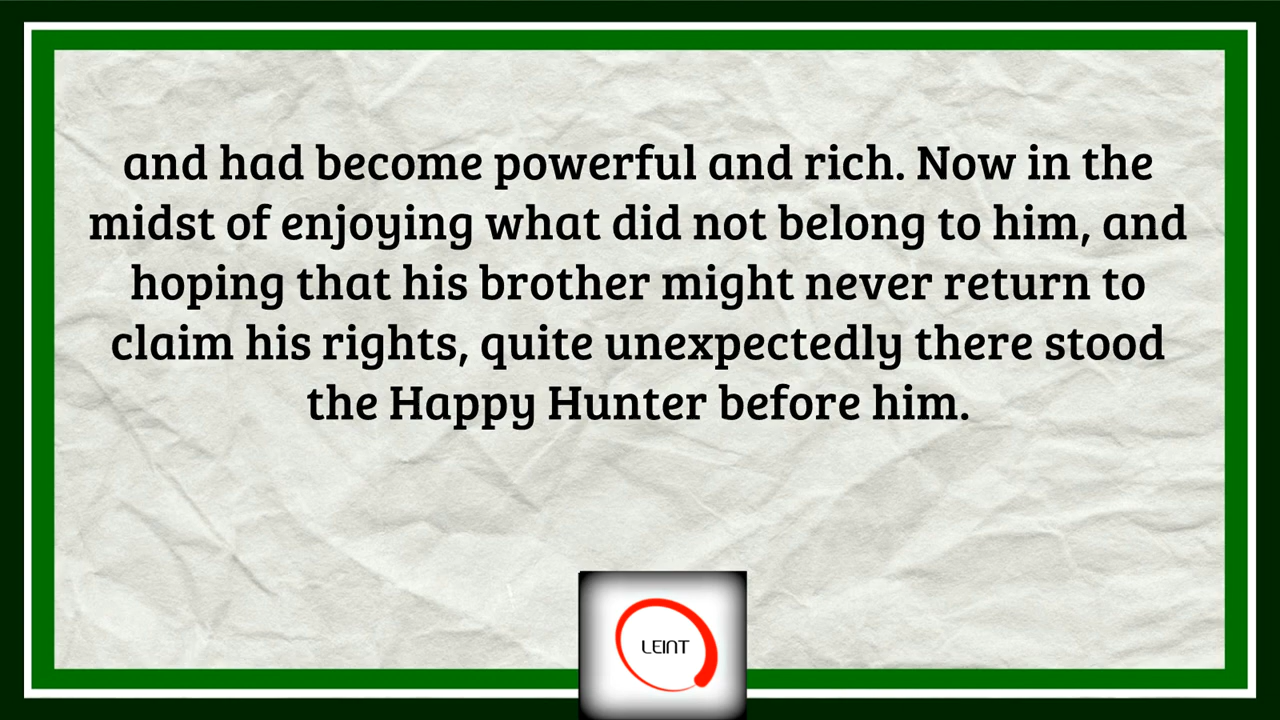 and had become powerful and rich. Now in the
midst of enjoying what did not belong to him, and
hoping that his brother might never return to
claim his rights, quite unexpectedly there stood
the Happy Hunter before him.
LEINT